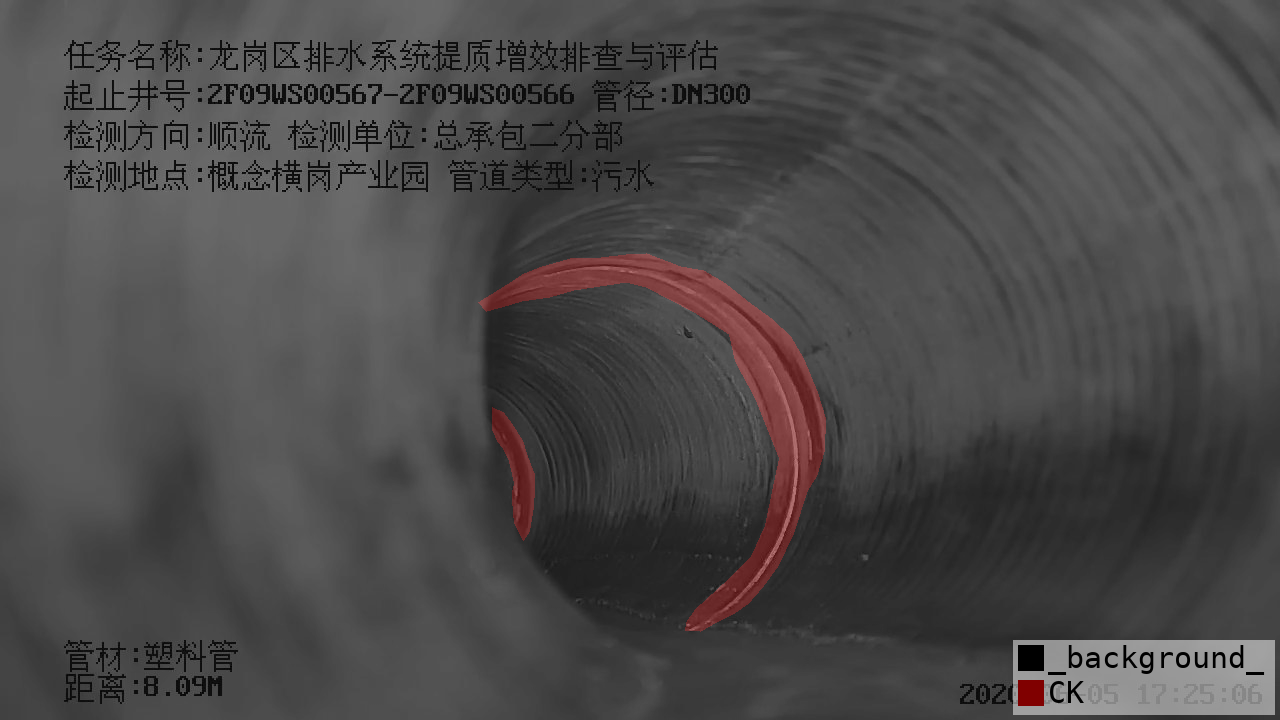 任务名称:龙岗区排水系统提质增效排查与评估
起止井号:2F09WS00567-2F09WS00566 管径:DN300
检测方向:顺流 检测单位:总承包二分部
检测地点:概念横岗产业园 管道类型:污水
管材:塑料管
距离:8.09M
_background_
CK
17:25:06